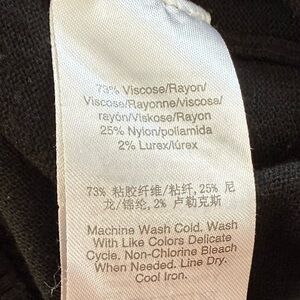 73% Viscose/Rayon/
Viscose/Rayonne/viscosa/
rayón/Viskose/Rayon
25% Nylon/poliamida
2% Lurex/lúrex
73% 粘胶纤维/粘纤, 25% 尼
龙/锦纶, 2% 卢勒克斯
Machine Wash Cold. Wash
With Like Colors Delicate
Cycle. Non-Chlorine Bleach
When Needed. Line Dry.
Cool Iron.